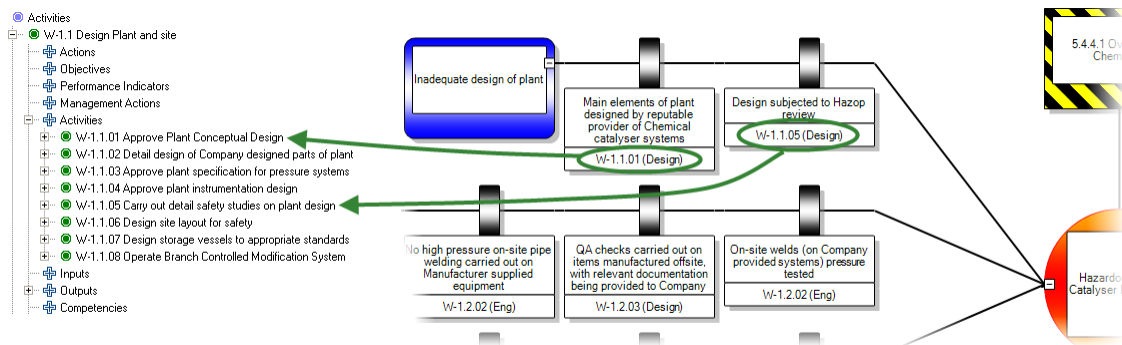 Activities
W-1.1 Design Plant and site
Actions
Objectives
Performance Indicators
Management Actions
Activities
W-1.1.01 Approve Plant Conceptual Design
W-1.1.02 Detail design of Company designed parts of plant
W-1.1.03 Approve plant specification for pressure systems
W-1.1.04 Approve plant instrumentation design
W-1.1.05 Carry out detail safety studies on plant design
W-1.1.06 Design site layout for safety
W-1.1.07 Design storage vessels to appropriate standards
W-1.1.08 Operate Branch Controlled Modification System
Inputs
Outputs
Competencies
Inadequate design of plant
Main elements of plant
designed by reputable
provider of Chemical
catalyser systems
W-1.1.01 (Design)
Design subjected to Hazop
review
W-1.1.05 (Design)
No high pressure on-site pipe
welding carried out on
Manufacturer supplied
equipment
W-1.2.02 (Eng)
QA checks carried out on
items manufactured offsite,
with relevant documentation
being provided to Company
W-1.2.03 (Design)
On-site welds (on Company
provided systems) pressure
tested
W-1.2.02 (Eng)
5.4.4.1 Ov
Chem
Hazardo
Catalyser